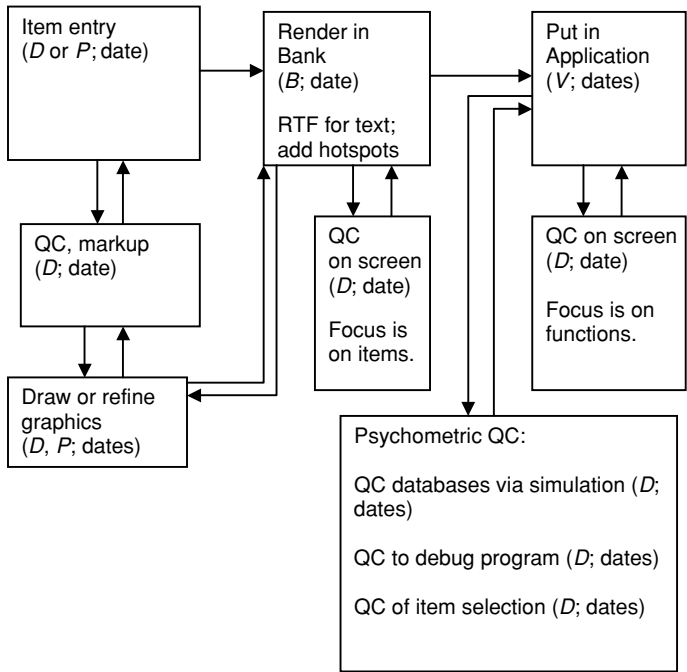 Item entry
(D or P; date)
Render in
Bank
(B; date)
RTF for text;
add hotspots
Put in
Application
(V; dates)
QC, markup
(D; date)
QC
on screen
(D; date)
Focus is
on items.
QC on screen
(D; date)
Focus is on
functions.
Draw or refine
graphics
(D, P; dates)
Psychometric QC:
QC databases via simulation (D;
dates)
QC to debug program (D; dates)
QC of item selection (D; dates)